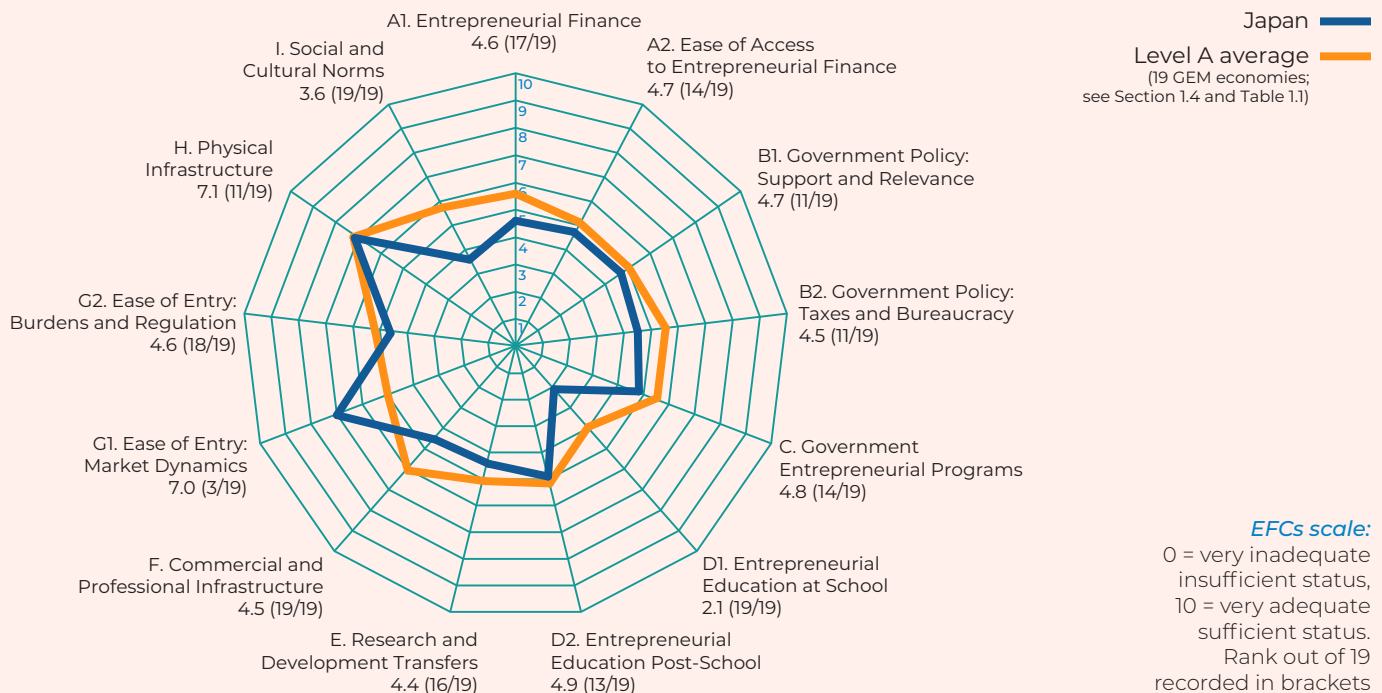 A1. Entrepreneurial Finance
4.6 (17/19)
A2. Ease of Access
to Entrepreneurial Finance
4.7 (14/19)
B1. Government Policy:
Support and Relevance
4.7 (11/19)
B2. Government Policy:
Taxes and Bureaucracy
4.5 (11/19)
C. Government
Entrepreneurial Programs
4.8 (14/19)
D1. Entrepreneurial
Education at School
2.1 (19/19)
D2. Entrepreneurial
Education Post-School
4.9 (13/19)
E. Research and
Development Transfers
4.4 (16/19)
F. Commercial and
Professional Infrastructure
4.5 (19/19)
G1. Ease of Entry:
Market Dynamics
7.0 (3/19)
G2. Ease of Entry:
Burdens and Regulation
4.6 (18/19)
H. Physical
Infrastructure
7.1 (11/19)
I. Social and
Cultural Norms
3.6 (19/19)
10
9
8
7
6
5
4
3
2
1
Japan
Level A average
(19 GEM economies;
see Section 1.4 and Table 1.1)
EFCs scale:
0 = very inadequate
insufficient status,
10 = very adequate
sufficient status.
Rank out of 19
recorded in brackets